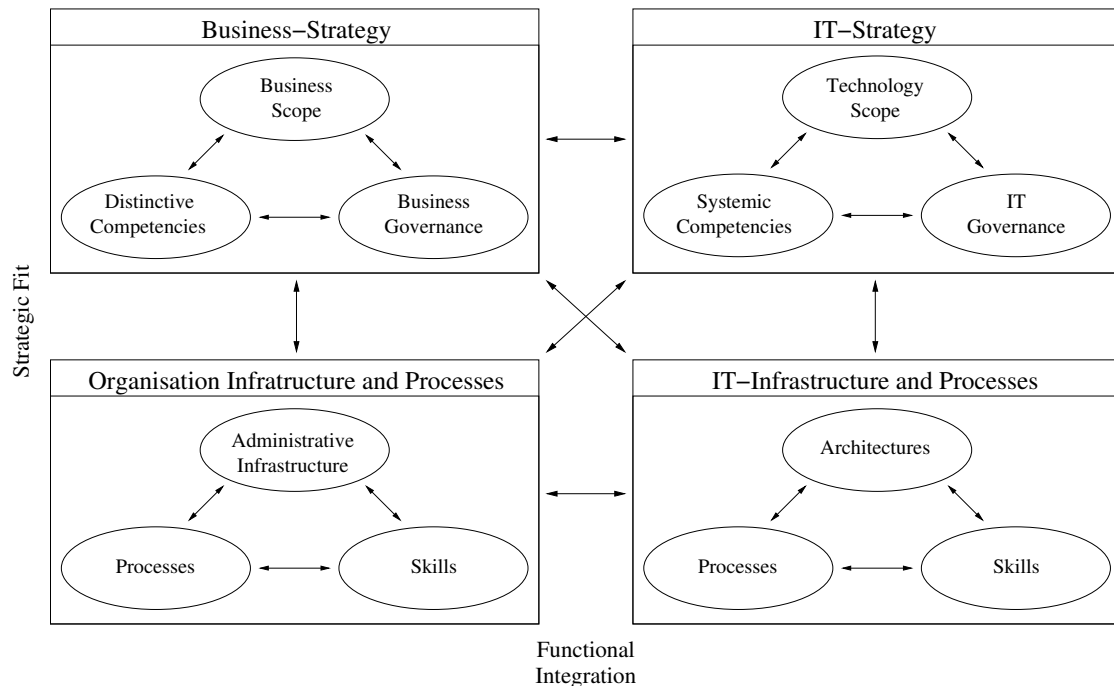 Business−Strategy
IT−Strategy
Business
Scope
Technology
Scope
Distinctive
Competencies
Business
Governance
Systemic
Competencies
IT
Governance
Strategic Fit
Organisation Infratructure and Processes
IT−Infrastructure and Processes
Administrative
Infrastructure
Architectures
Processes
Skills
Processes
Skills
Functional
Integration